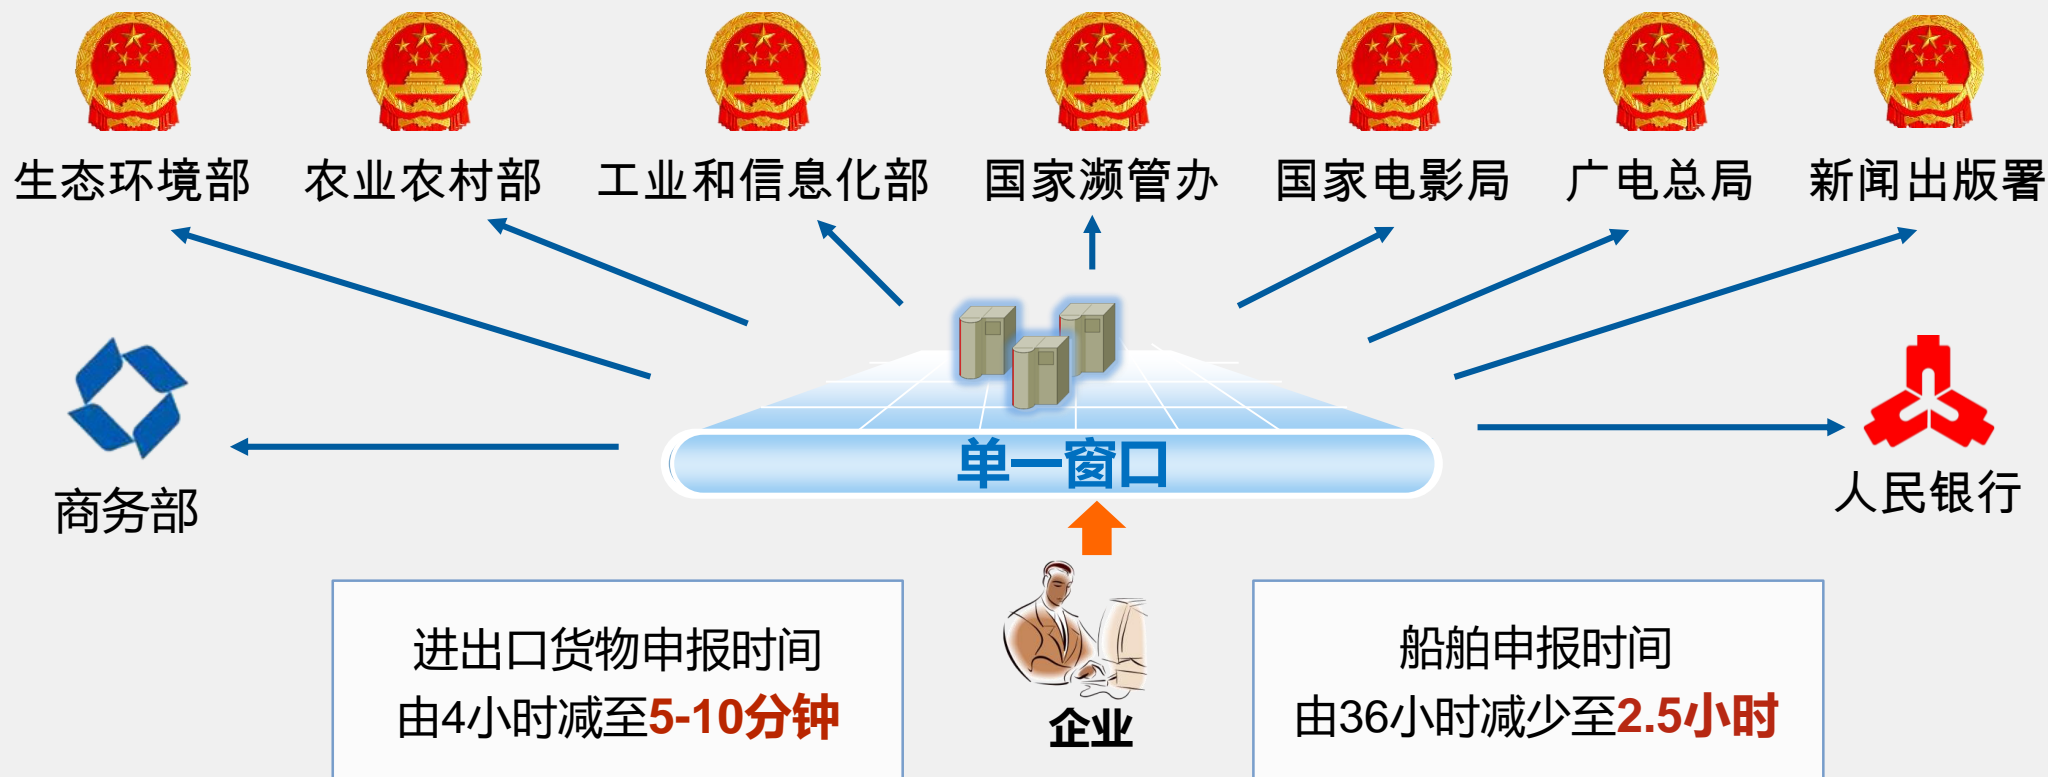 生态环境部
农业农村部
工业和信息化部
国家濒管办
国家电影局
广电总局
新闻出版署
商务部
单一窗口
人民银行
进出口货物申报时间
由4小时减至5-10分钟
企业
船舶申报时间
由36小时减少至2.5小时